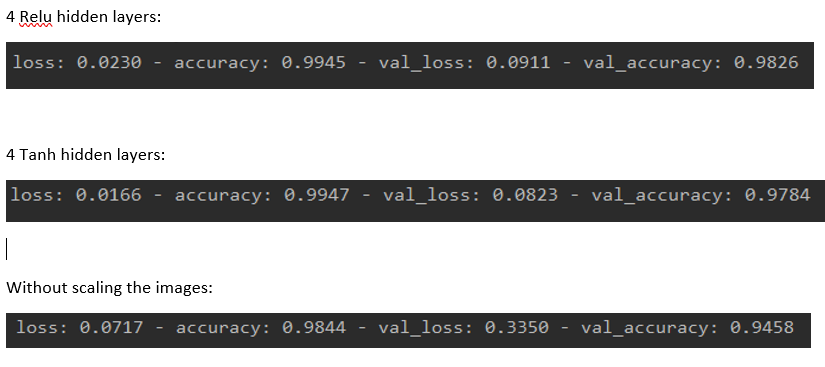 4 Relu hidden layers:
loss: 0.0230 - accuracy: 0.9945 - val_loss: 0.0911 - val_accuracy: 0.9826
4 Tanh hidden layers:
loss: 0.0166 - accuracy: 0.9947 - val_loss: 0.0823 - val_accuracy: 0.9784
Without scaling the images:
loss: 0.0717 - accuracy: 0.9844 - val_loss: 0.3350 - val_accuracy: 0.9458